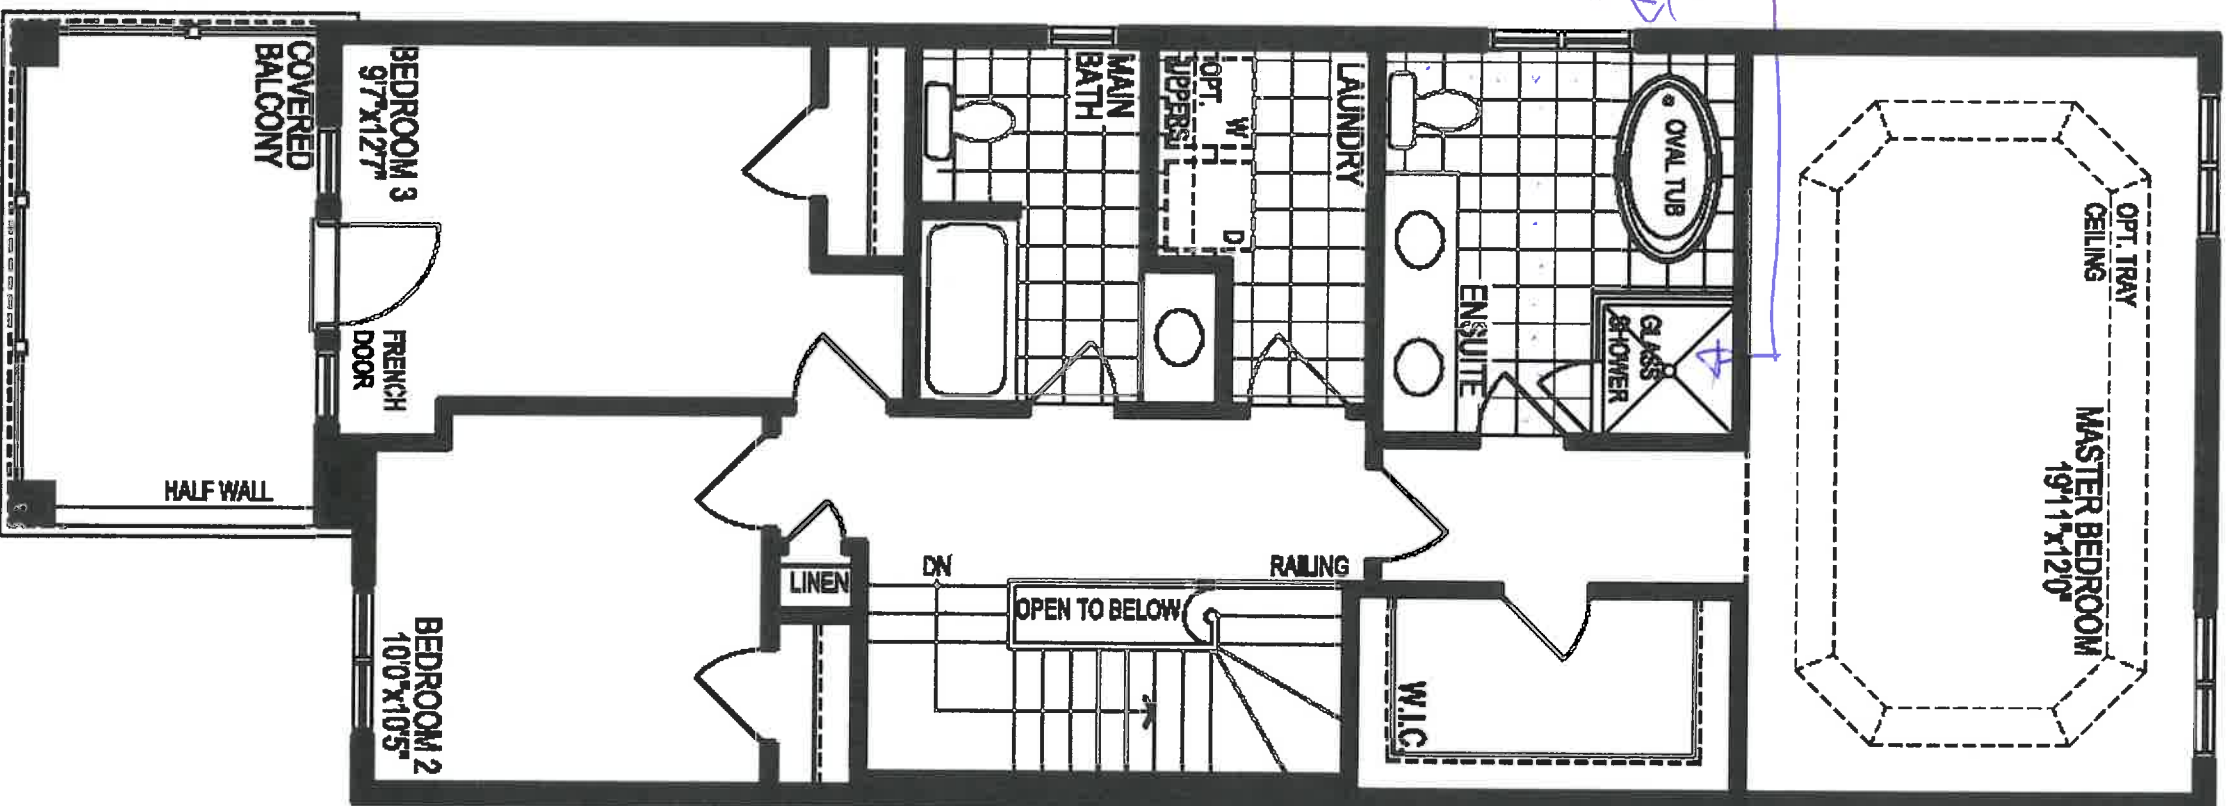 COVERED
BALCONY
BEDROOM 3
9'7"x12'7"
FRENCH
DOOR
HALF WALL
MAIN
BATH
OPT.
UPPERS
W
D
LAUNDRY
OVAL TUB
GLASS
SHOWER
ENSUITE
OPT. TRAY
CEILING
MASTER BEDROOM
19'11"x12'0"
LINEN
DN
RAILING
OPEN TO BELOW
W.I.C.
BEDROOM 2
10'0"x10'5"